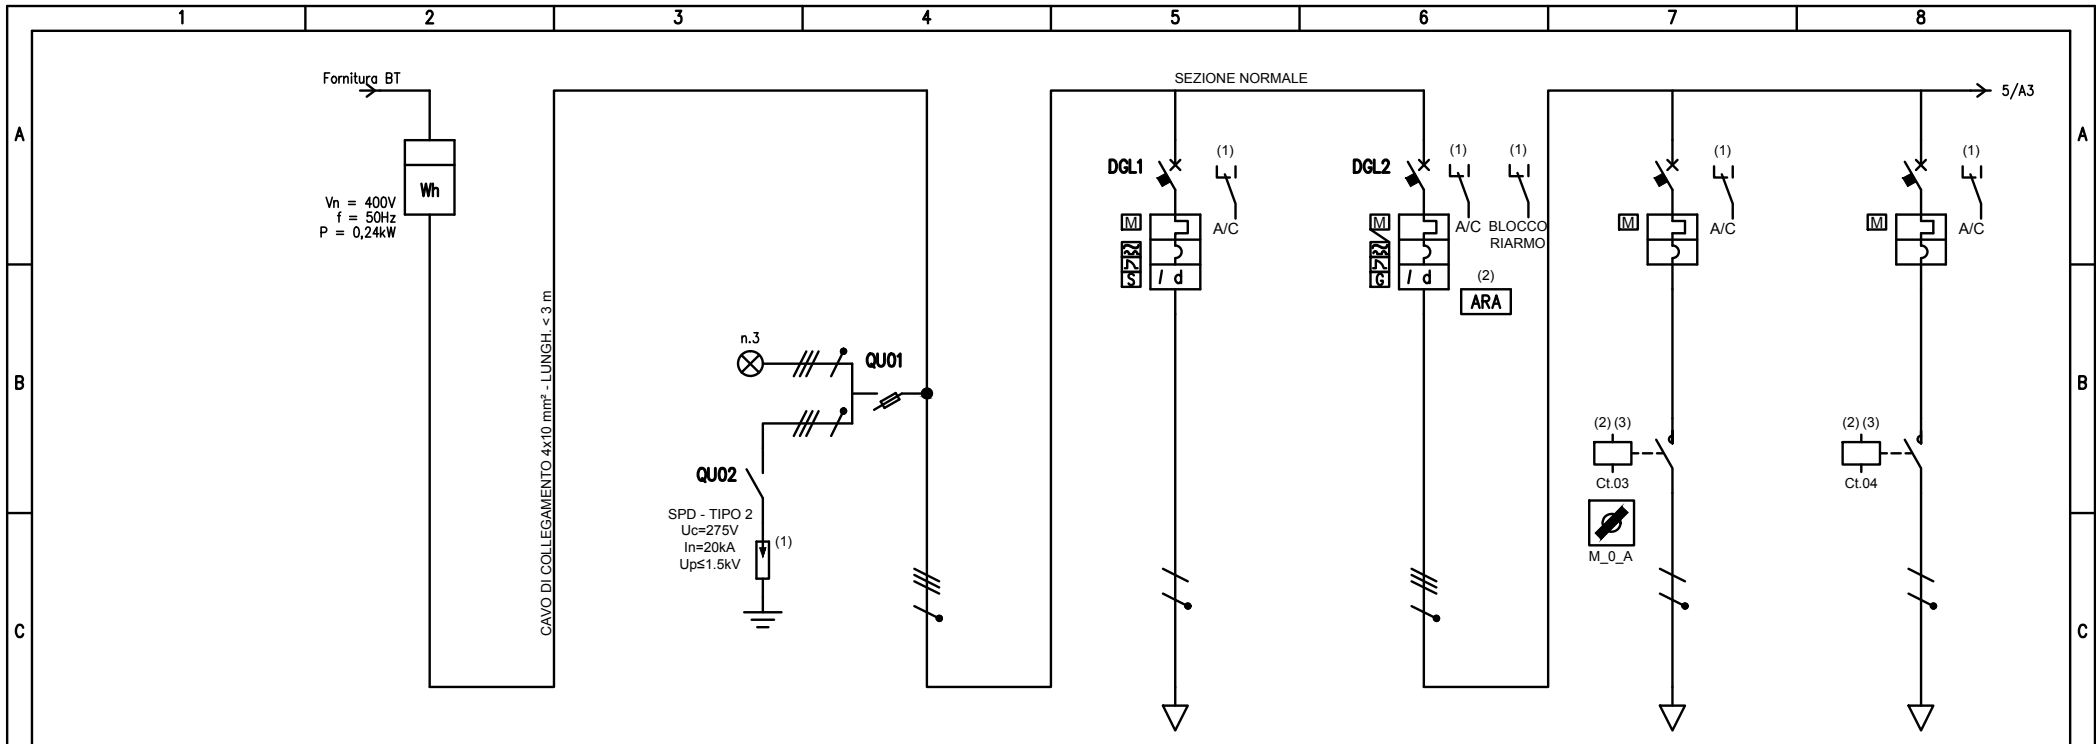 1 2 3 4 5 6 7 8
Fornitura BT
SEZIONE NORMALE
5/A3
A
A
Wh
Vn = 400V
f = 50Hz
P = 0,24kW
DGL1
(1)
M
A/C
S
I d
DGL2
(1)
(1)
M
A/C
BLOCCO
RIARMO
G
I d
(2)
ARA
(1)
M
A/C
(1)
M
A/C
B
B
CAVO DI COLLEGAMENTO 4x10 mm² - LUNGH. < 3 m
n.3
QU01
QU02
SPD - TIPO 2
Uc=275V
In=20kA
Up≤1.5kV
(1)
(2) (3)
Ct.03
M_0_A
(2) (3)
Ct.04
C
C